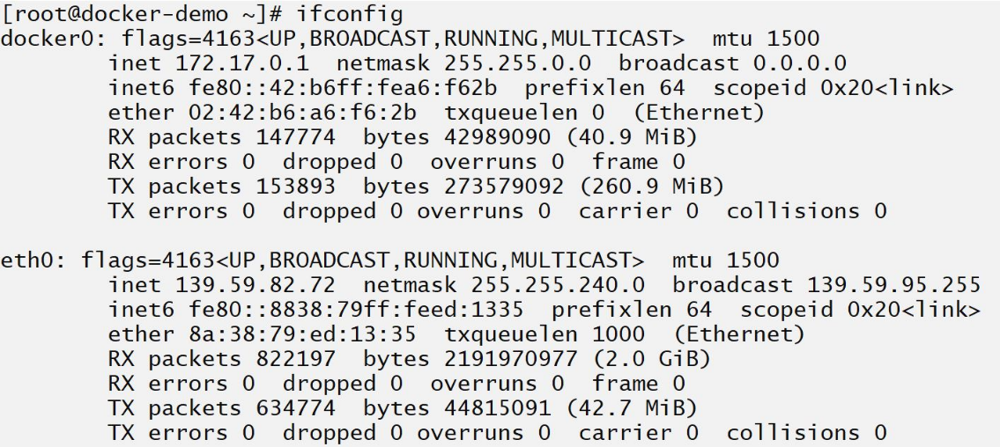 [root@docker-demo ~]# ifconfig
docker0: flags=4163<UP,BROADCAST,RUNNING,MULTICAST>  mtu 1500
        inet 172.17.0.1  netmask 255.255.0.0  broadcast 0.0.0.0
        inet6 fe80::42:b6ff:fea6:f62b  prefixlen 64  scopeid 0x20<link>
        ether 02:42:b6:a6:f6:2b  txqueuelen 0  (Ethernet)
        RX packets 147774  bytes 42989090 (40.9 MiB)
        RX errors 0  dropped 0  overruns 0  frame 0
        TX packets 153893  bytes 273579092 (260.9 MiB)
        TX errors 0  dropped 0 overruns 0  carrier 0  collisions 0

eth0: flags=4163<UP,BROADCAST,RUNNING,MULTICAST>  mtu 1500
        inet 139.59.82.72  netmask 255.255.240.0  broadcast 139.59.95.255
        inet6 fe80::8838:79ff:feed:1335  prefixlen 64  scopeid 0x20<link>
        ether 8a:38:79:ed:13:35  txqueuelen 1000  (Ethernet)
        RX packets 822197  bytes 2191970977 (2.0 GiB)
        RX errors 0  dropped 0  overruns 0  frame 0
        TX packets 634774  bytes 44815091 (42.7 MiB)
        TX errors 0  dropped 0 overruns 0  carrier 0  collisions 0